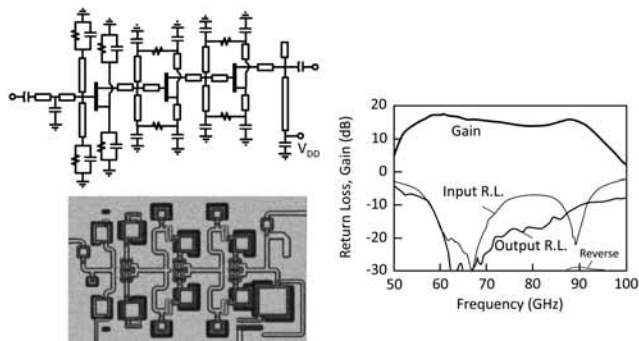 V_DD
Return Loss, Gain (dB)
20
10
0
-10
-20
-30
Gain
Input R.L.
Output R.L.
Reverse
50
60
70
80
90
100
Frequency (GHz)